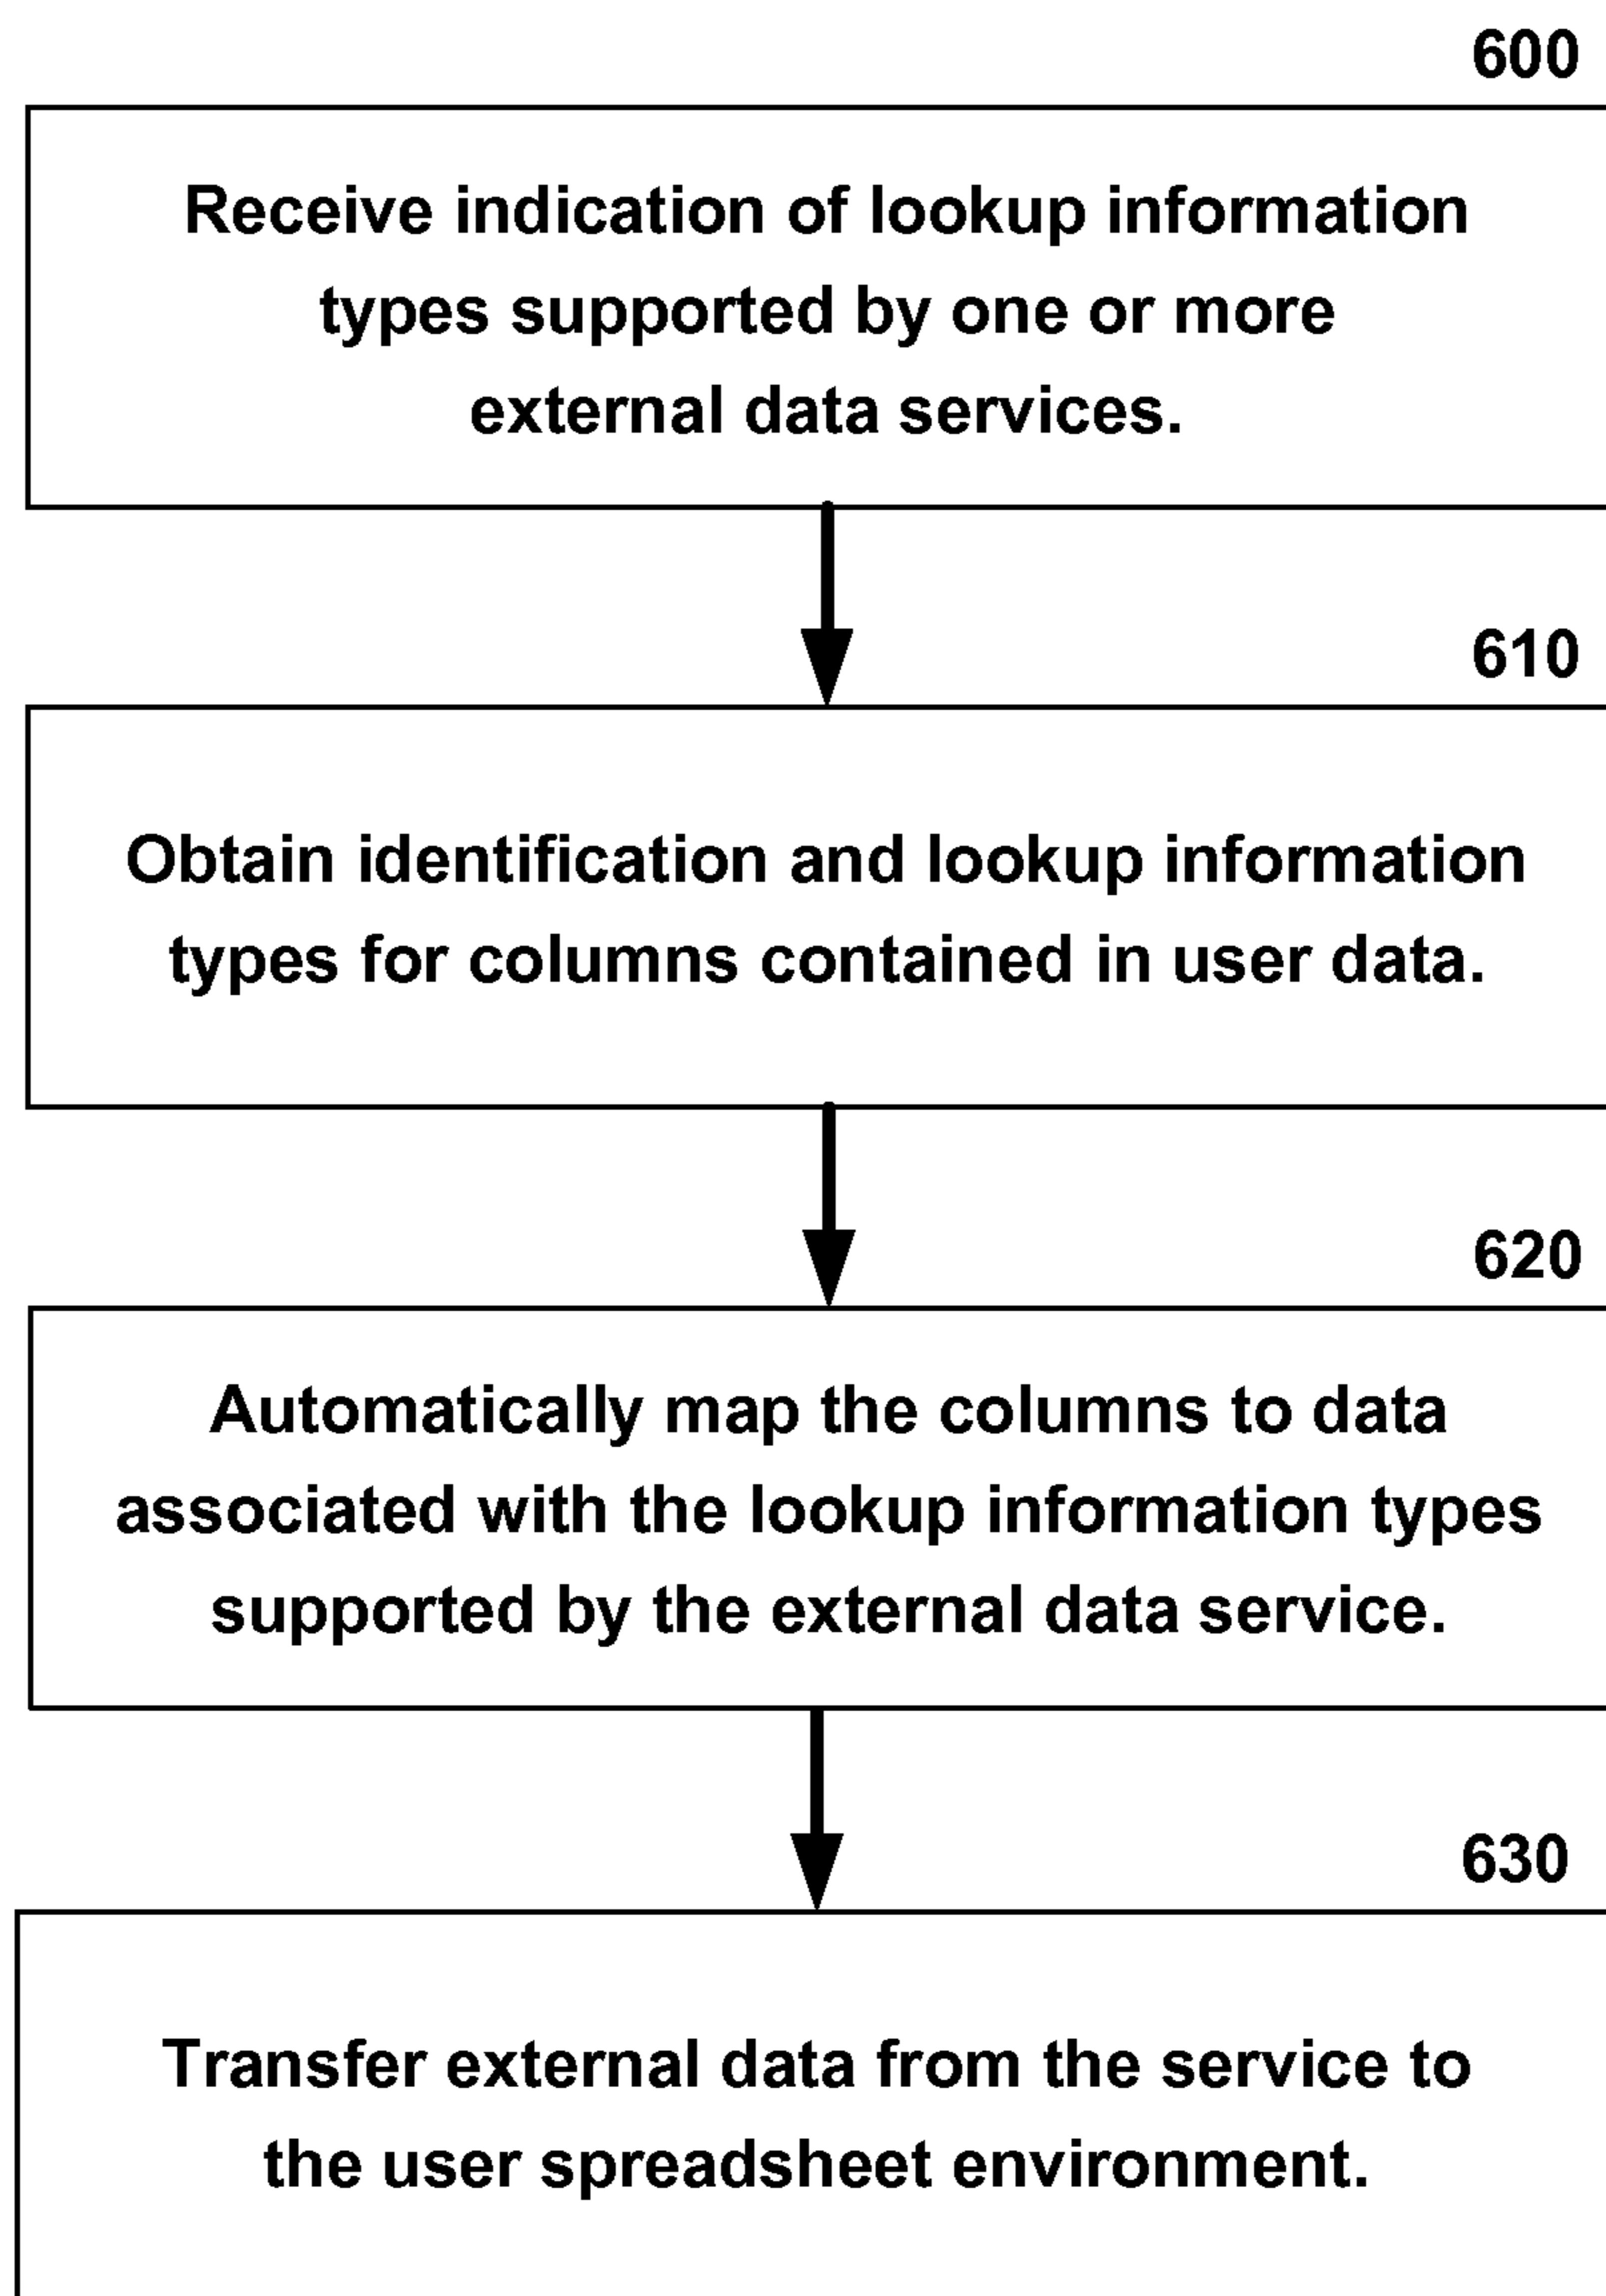 600
Receive indication of lookup information
types supported by one or more
external data services.
610
Obtain identification and lookup information
types for columns contained in user data.
620
Automatically map the columns to data
associated with the lookup information types
supported by the external data service.
630
Transfer external data from the service to
the user spreadsheet environment.